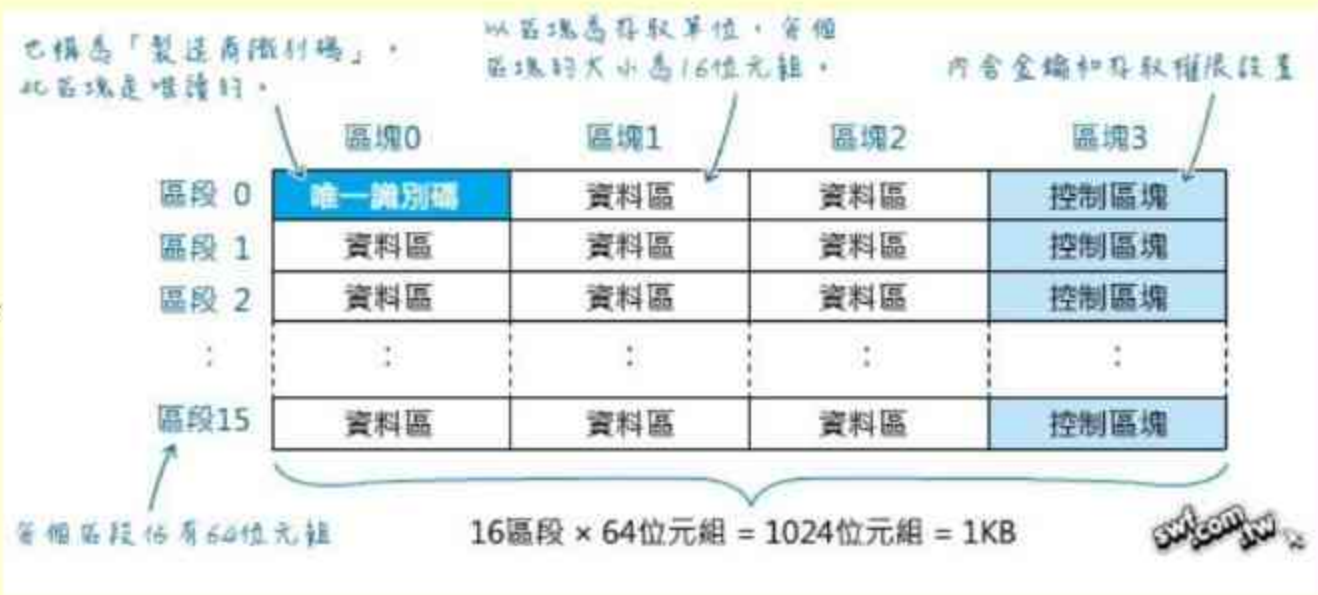 也稱為「製造商識別碼」，
此區塊是唯讀的。
以區塊為存取單位，每個
區塊的大小為16位元組。
內含金鑰和存取權限設置
區塊0 區塊1 區塊2 區塊3
區段 0 唯一識別碼 資料區 資料區 控制區塊
區段 1 資料區 資料區 資料區 控制區塊
區段 2 資料區 資料區 資料區 控制區塊
： ： ： ： ：
區段15 資料區 資料區 資料區 控制區塊
每個區段佔有64位元組
16區段 × 64位元組 = 1024位元組 = 1KB
swf.com.tw